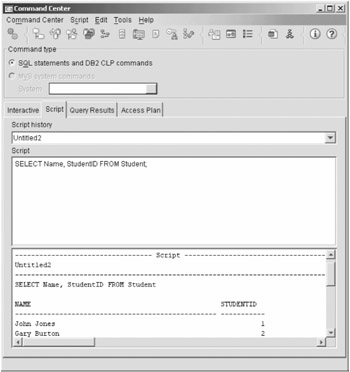 Command Center
Command Center Script Edit Tools Help
Command type
SQL statements and DB2 CLP commands
MVS system commands
System
Interactive Script Query Results Access Plan
Script history
Untitled2
Script
SELECT Name, StudentID FROM Student;
------------------------------ Script ------------------------------
Untitled2
--------------------------------------------------------------------
SELECT Name, StudentID FROM Student
NAME STUDENTID
-------------------------------------------------- -----------
John Jones 1
Gary Burton 2